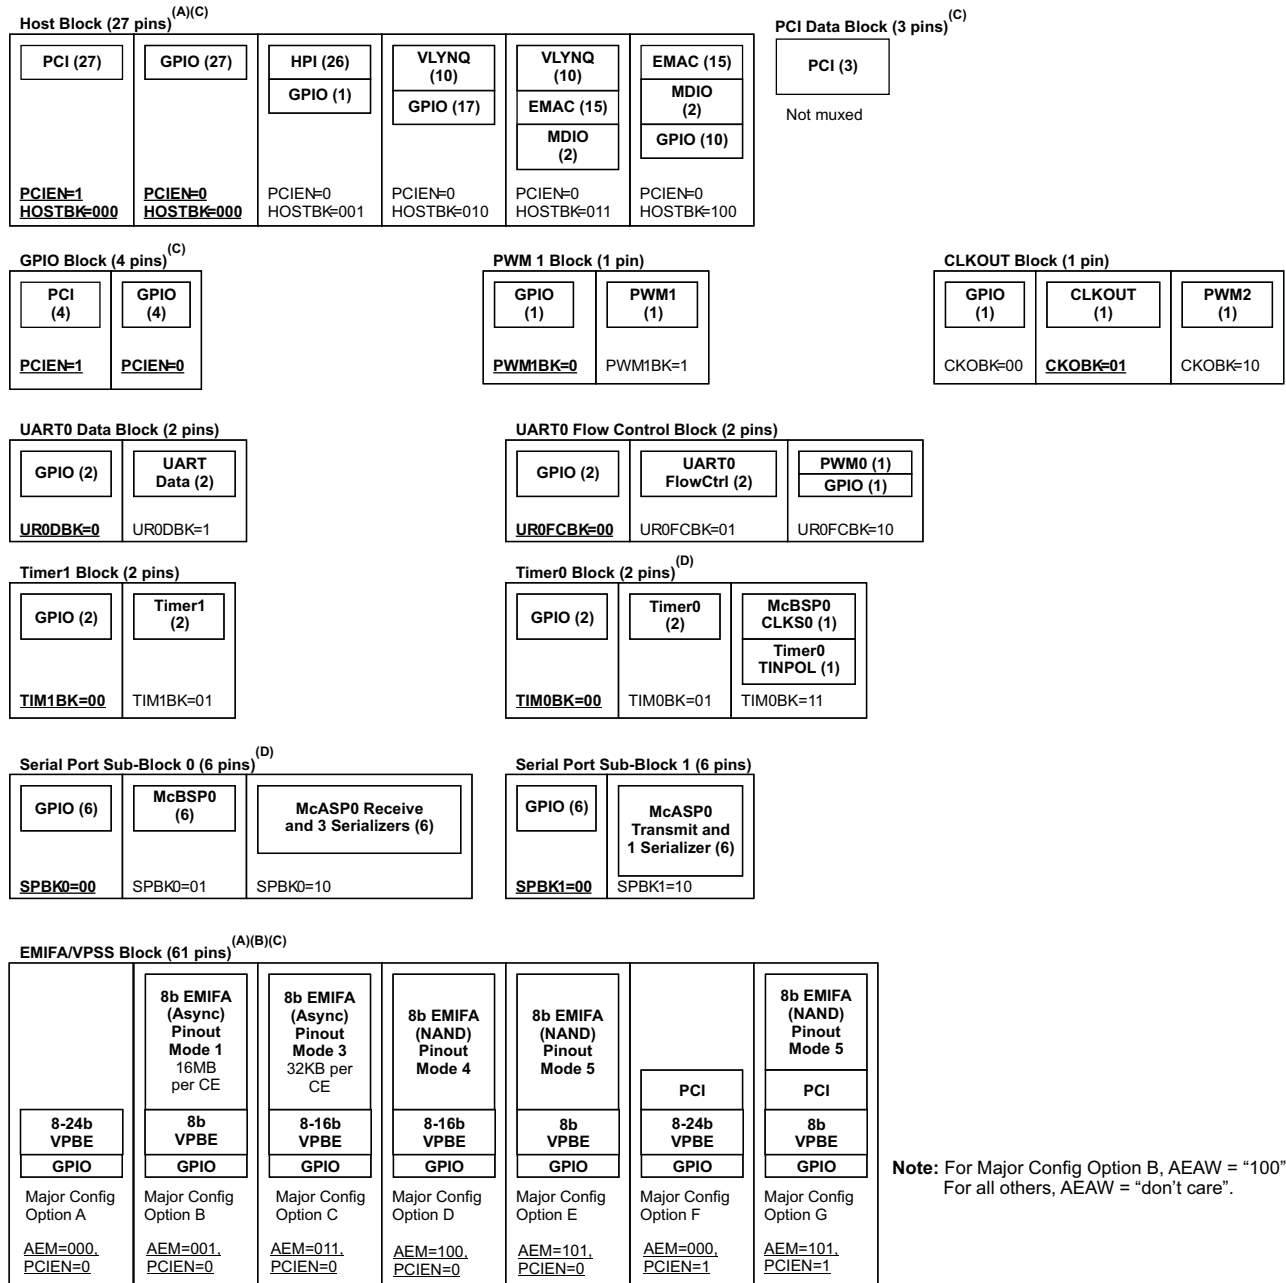 Host Block (27 pins)(A)(C)
PCI (27)
PCIEN=1
HOSTBK=000
GPIO (27)
PCIEN=0
HOSTBK=000
HPI (26)
GPIO (1)
PCIEN=0
HOSTBK=001
VLYNQ
(10)
GPIO (17)
PCIEN=0
HOSTBK=010
VLYNQ
(10)
EMAC (15)
MDIO
(2)
PCIEN=0
HOSTBK=011
EMAC (15)
MDIO
(2)
GPIO (10)
PCIEN=0
HOSTBK=100
PCI Data Block (3 pins)(C)
PCI (3)
Not muxed
GPIO Block (4 pins)(C)
PCI
(4)
PCIEN=1
GPIO
(4)
PCIEN=0
PWM 1 Block (1 pin)
GPIO
(1)
PWM1BK=0
PWM1
(1)
PWM1BK=1
CLKOUT Block (1 pin)
GPIO
(1)
CKOBK=00
CLKOUT
(1)
CKOBK=01
PWM2
(1)
CKOBK=10
UART0 Data Block (2 pins)
GPIO (2)
UR0DBK=0
UART
Data (2)
UR0DBK=1
UART0 Flow Control Block (2 pins)
GPIO (2)
UR0FCBK=00
UART0
FlowCtrl (2)
UR0FCBK=01
PWM0 (1)
GPIO (1)
UR0FCBK=10
Timer1 Block (2 pins)
GPIO (2)
TIM1BK=00
Timer1
(2)
TIM1BK=01
Timer0 Block (2 pins)(D)
GPIO (2)
TIM0BK=00
Timer0
(2)
TIM0BK=01
McBSP0
CLKS0 (1)
Timer0
TINPOL (1)
TIM0BK=11
Serial Port Sub-Block 0 (6 pins)(D)
GPIO (6)
SPBK0=00
McBSP0
(6)
SPBK0=01
McASP0 Receive
and 3 Serializers (6)
SPBK0=10
Serial Port Sub-Block 1 (6 pins)
GPIO (6)
SPBK1=00
McASP0
Transmit and
1 Serializer (6)
SPBK1=10
EMIFA/VPSS Block (61 pins)(A)(B)(C)
8-24b
VPBE
GPIO
Major Config
Option A
AEM=000,
PCIEN=0
8b EMIFA
(Async)
Pinout
Mode 1
16MB
per CE
8b
VPBE
GPIO
Major Config
Option B
AEM=001,
PCIEN=0
8b EMIFA
(Async)
Pinout
Mode 3
32KB per
CE
8-16b
VPBE
GPIO
Major Config
Option C
AEM=011,
PCIEN=0
8b EMIFA
(NAND)
Pinout
Mode 4
8-16b
VPBE
GPIO
Major Config
Option D
AEM=100,
PCIEN=0
8b EMIFA
(NAND)
Pinout
Mode 5
8b
VPBE
GPIO
Major Config
Option E
AEM=101,
PCIEN=0
PCI
8-24b
VPBE
GPIO
Major Config
Option F
AEM=000,
PCIEN=1
8b EMIFA
(NAND)
Pinout
Mode 5
PCI
8b
VPBE
GPIO
Major Config
Option G
AEM=101,
PCIEN=1
Note: For Major Config Option B, AEAW = “100”
For all others, AEAW = “don’t care”.